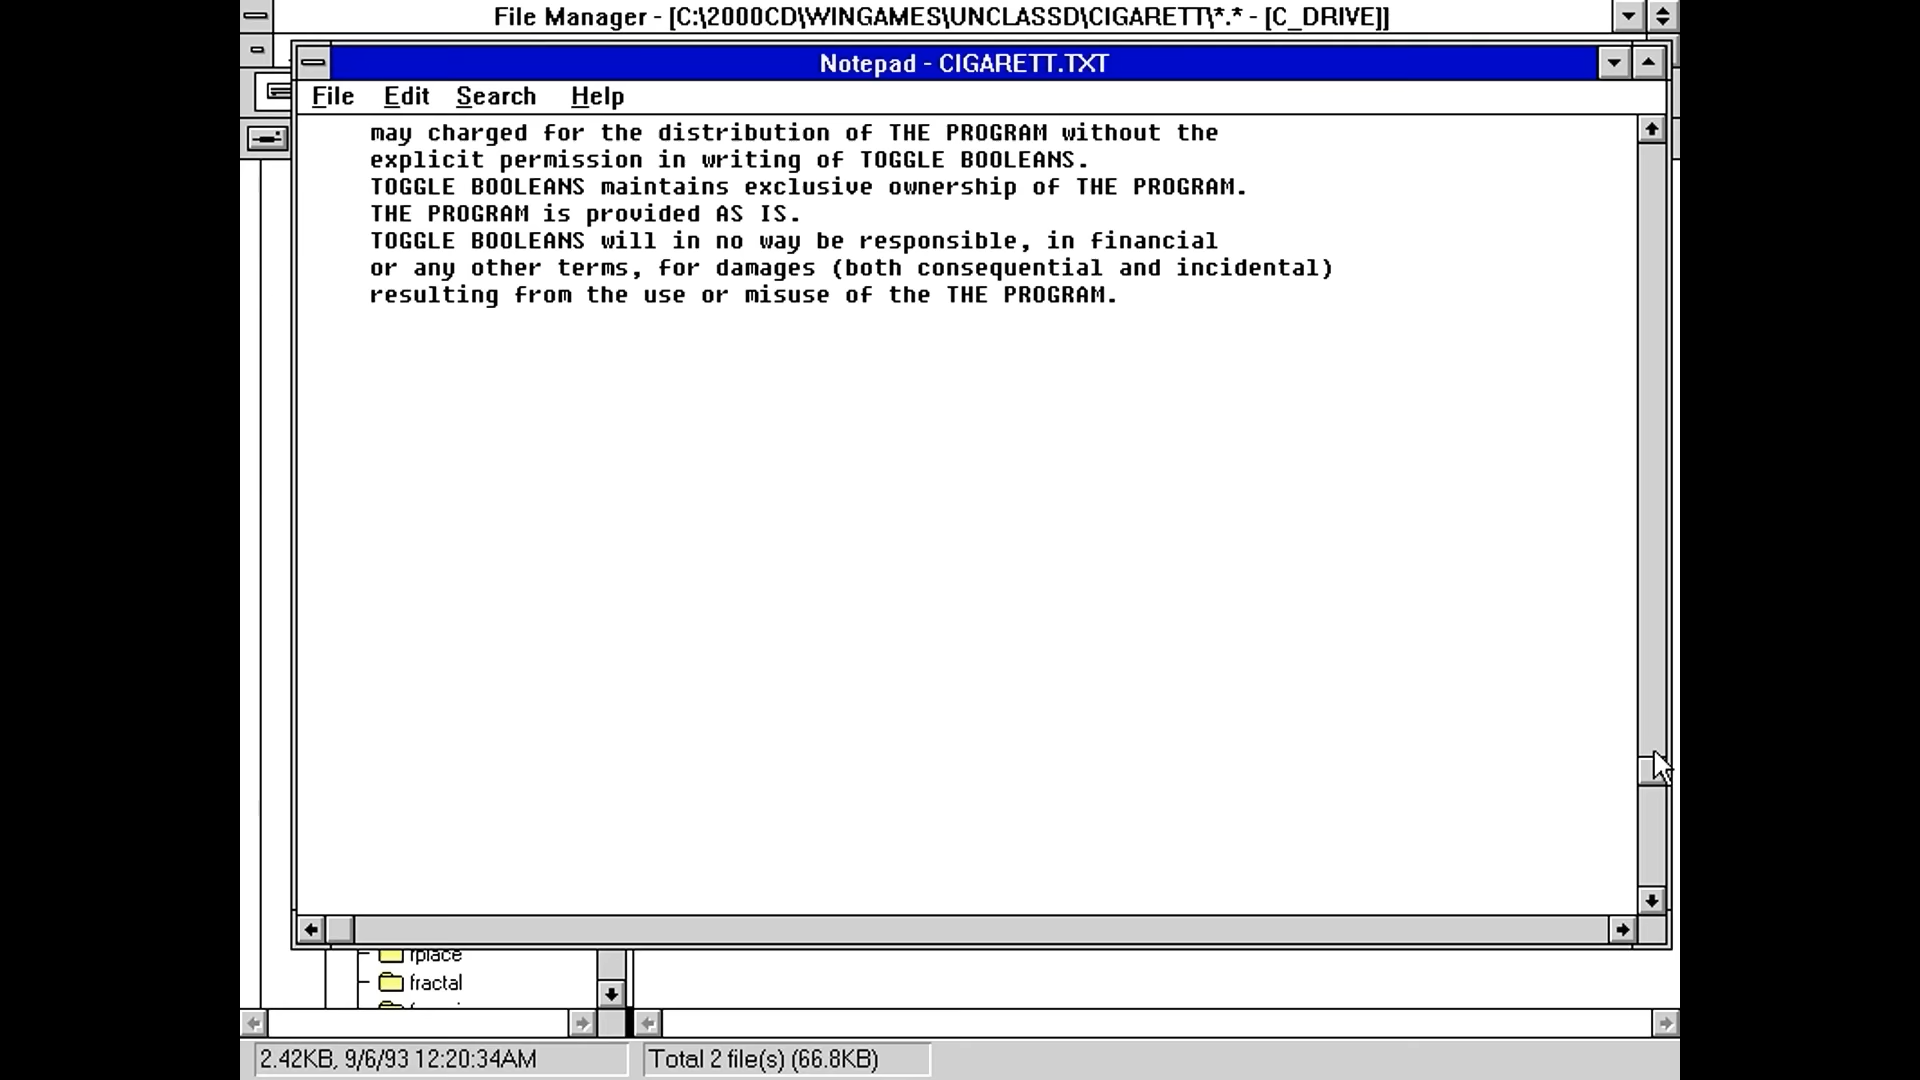 File Manager - [C:\2000CD\WINGAMES\UNCLASSD\CIGARETT\*.* - [C_DRIVE]]
Notepad - CIGARETT.TXT
File Edit Search Help
may charged for the distribution of THE PROGRAM without the
explicit permission in writing of TOGGLE BOOLEANS.
TOGGLE BOOLEANS maintains exclusive ownership of THE PROGRAM.
THE PROGRAM is provided AS IS.
TOGGLE BOOLEANS will in no way be responsible, in financial
or any other terms, for damages (both consequential and incidental)
resulting from the use or misuse of the THE PROGRAM.
rplace
fractal
2.42KB, 9/6/93 12:20:34AM
Total 2 file(s) (66.8KB)